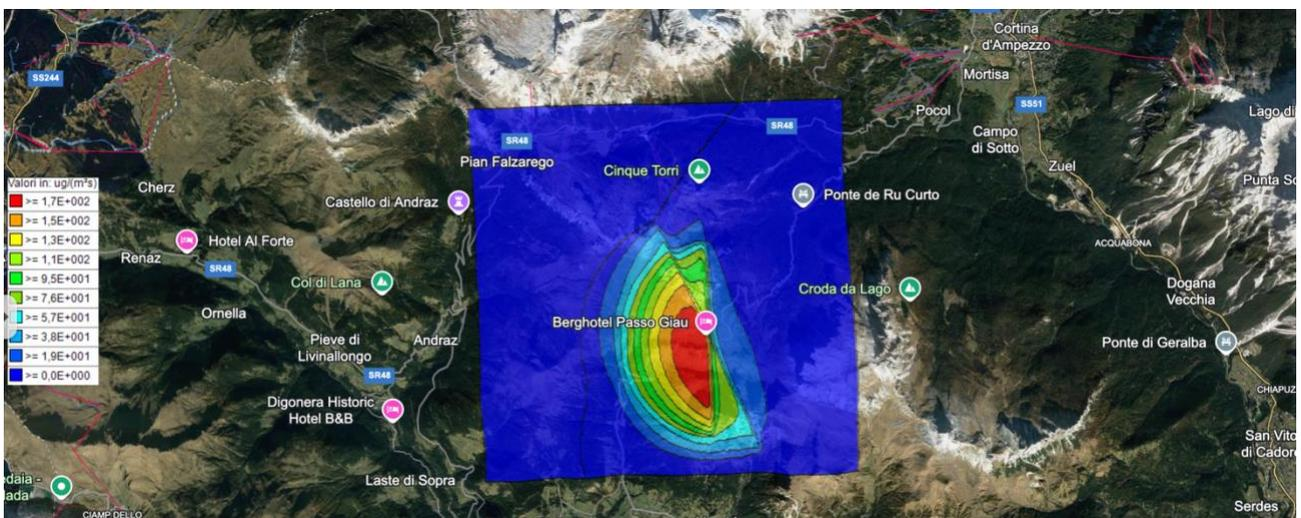 Cortina
d'Ampezzo
SS244
Mortisa
SS51
Pocol
Lago di
SR48
SR48
Campo
di Sotto
Pian Falzarego
Cinque Torri
Zuel
Punta So
Valori in: ug/(m³s)
>= 1,7E+002
>= 1,5E+002
>= 1,3E+002
>= 1,1E+002
>= 9,5E+001
>= 7,6E+001
>= 5,7E+001
>= 3,8E+001
>= 1,9E+001
>= 0,0E+000
Cherz
Castello di Andraz
Ponte de Ru Curto
Hotel Al Forte
ACQUABONA
Renaz
SR48
Col di Lana
Croda da Lago
Dogana
Vecchia
Ornella
Berghotel Passo Giau
Pieve di
Livinallongo
Andraz
Ponte di Geralba
SR48
CHIAPUZ
Digonera Historic
Hotel B&B
San Vito
di Cadore
Laste di Sopra
edaia -
lada
Serdes
CIAMP DELLO